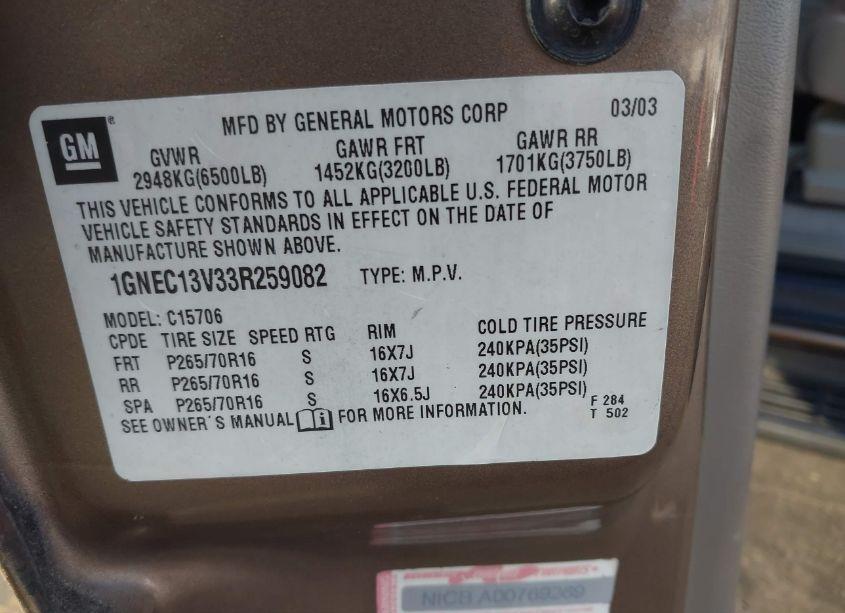 GM
®
MFD BY GENERAL MOTORS CORP 03/03
GVWR GAWR FRT GAWR RR
2948KG(6500LB) 1452KG(3200LB) 1701KG(3750LB)
THIS VEHICLE CONFORMS TO ALL APPLICABLE U.S. FEDERAL MOTOR
VEHICLE SAFETY STANDARDS IN EFFECT ON THE DATE OF
MANUFACTURE SHOWN ABOVE.
1GNEC13V33R259082 TYPE: M.P.V.
MODEL: C15706
CPDE TIRE SIZE SPEED RTG RIM COLD TIRE PRESSURE
FRT P265/70R16 S 16X7J 240KPA(35PSI)
RR P265/70R16 S 16X7J 240KPA(35PSI)
SPA P265/70R16 S 16X6.5J 240KPA(35PSI)
SEE OWNER'S MANUAL i FOR MORE INFORMATION.
F 284
T 502
NICB A00769269